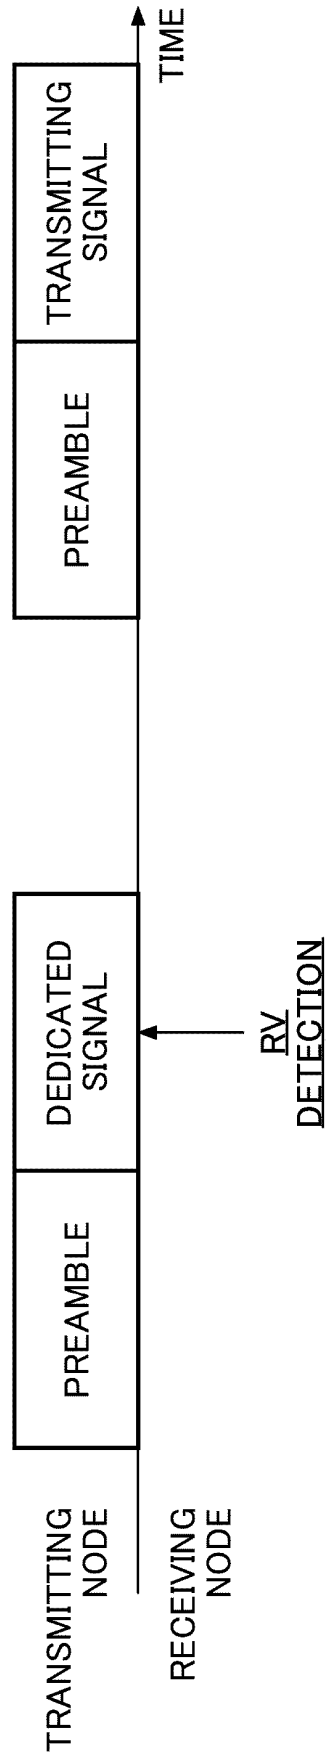 TRANSMITTING
NODE
RECEIVING
NODE
PREAMBLE
DEDICATED
SIGNAL
RV
DETECTION
PREAMBLE
TRANSMITTING
SIGNAL
TIME